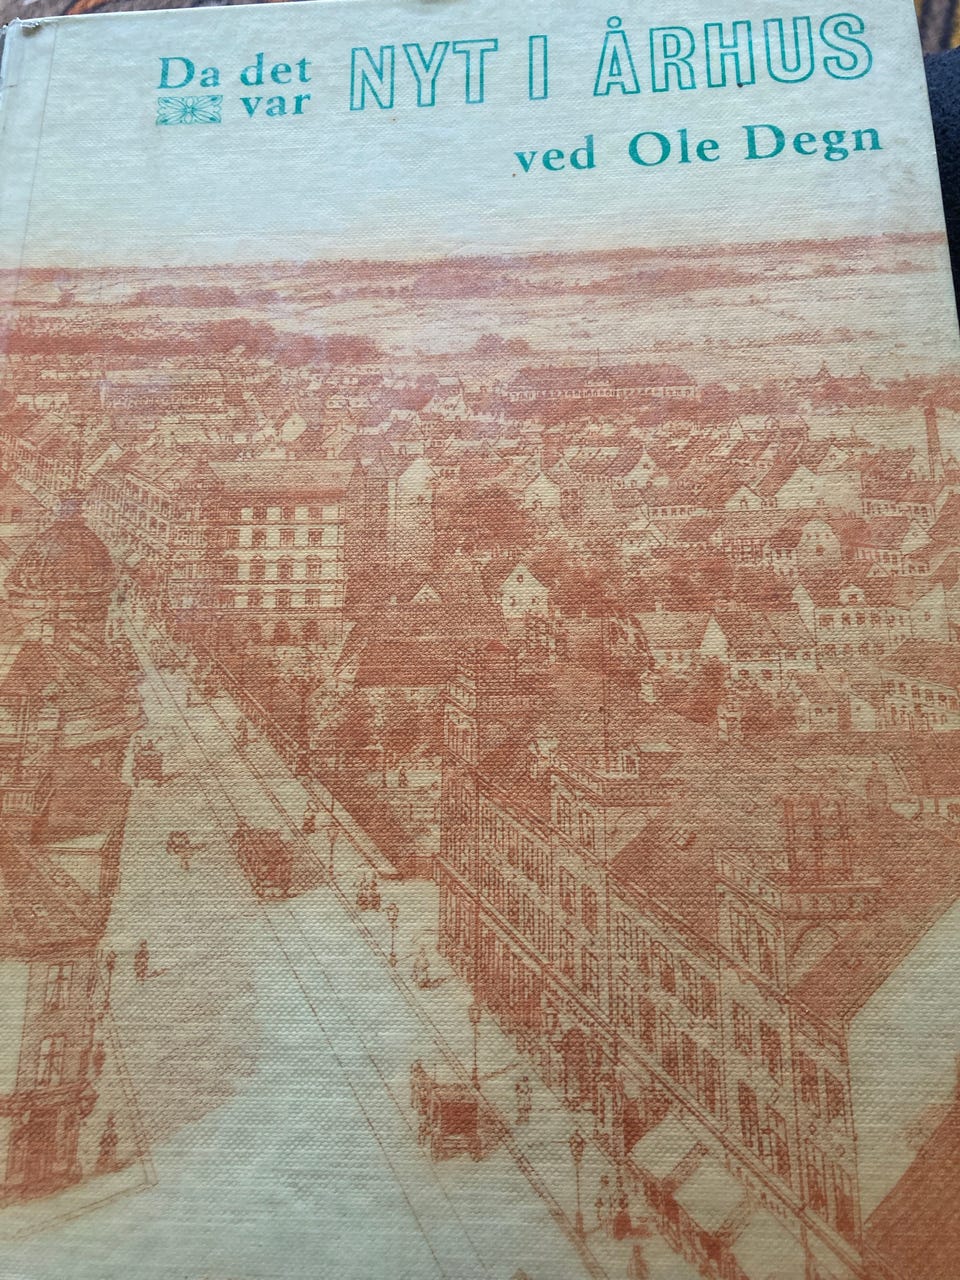 Da det
var
NYT I ÅRHUS
ved Ole Degn